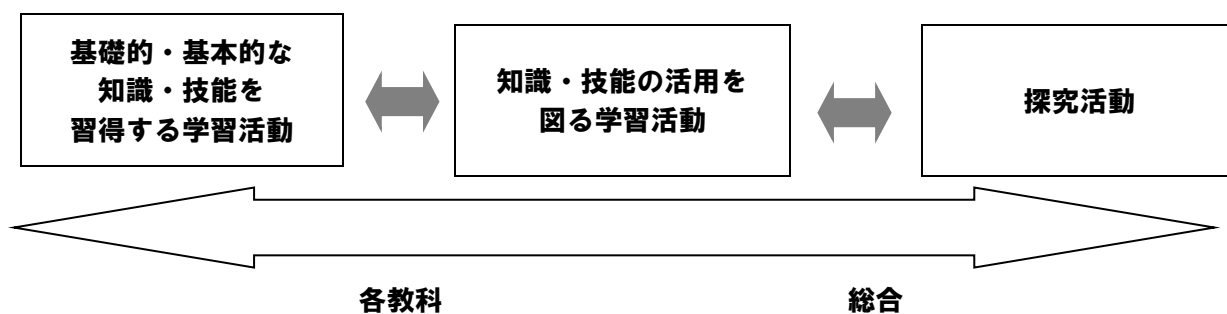 基礎的・基本的な
知識・技能を
習得する学習活動
知識・技能の活用を
図る学習活動
探究活動
各教科
総合